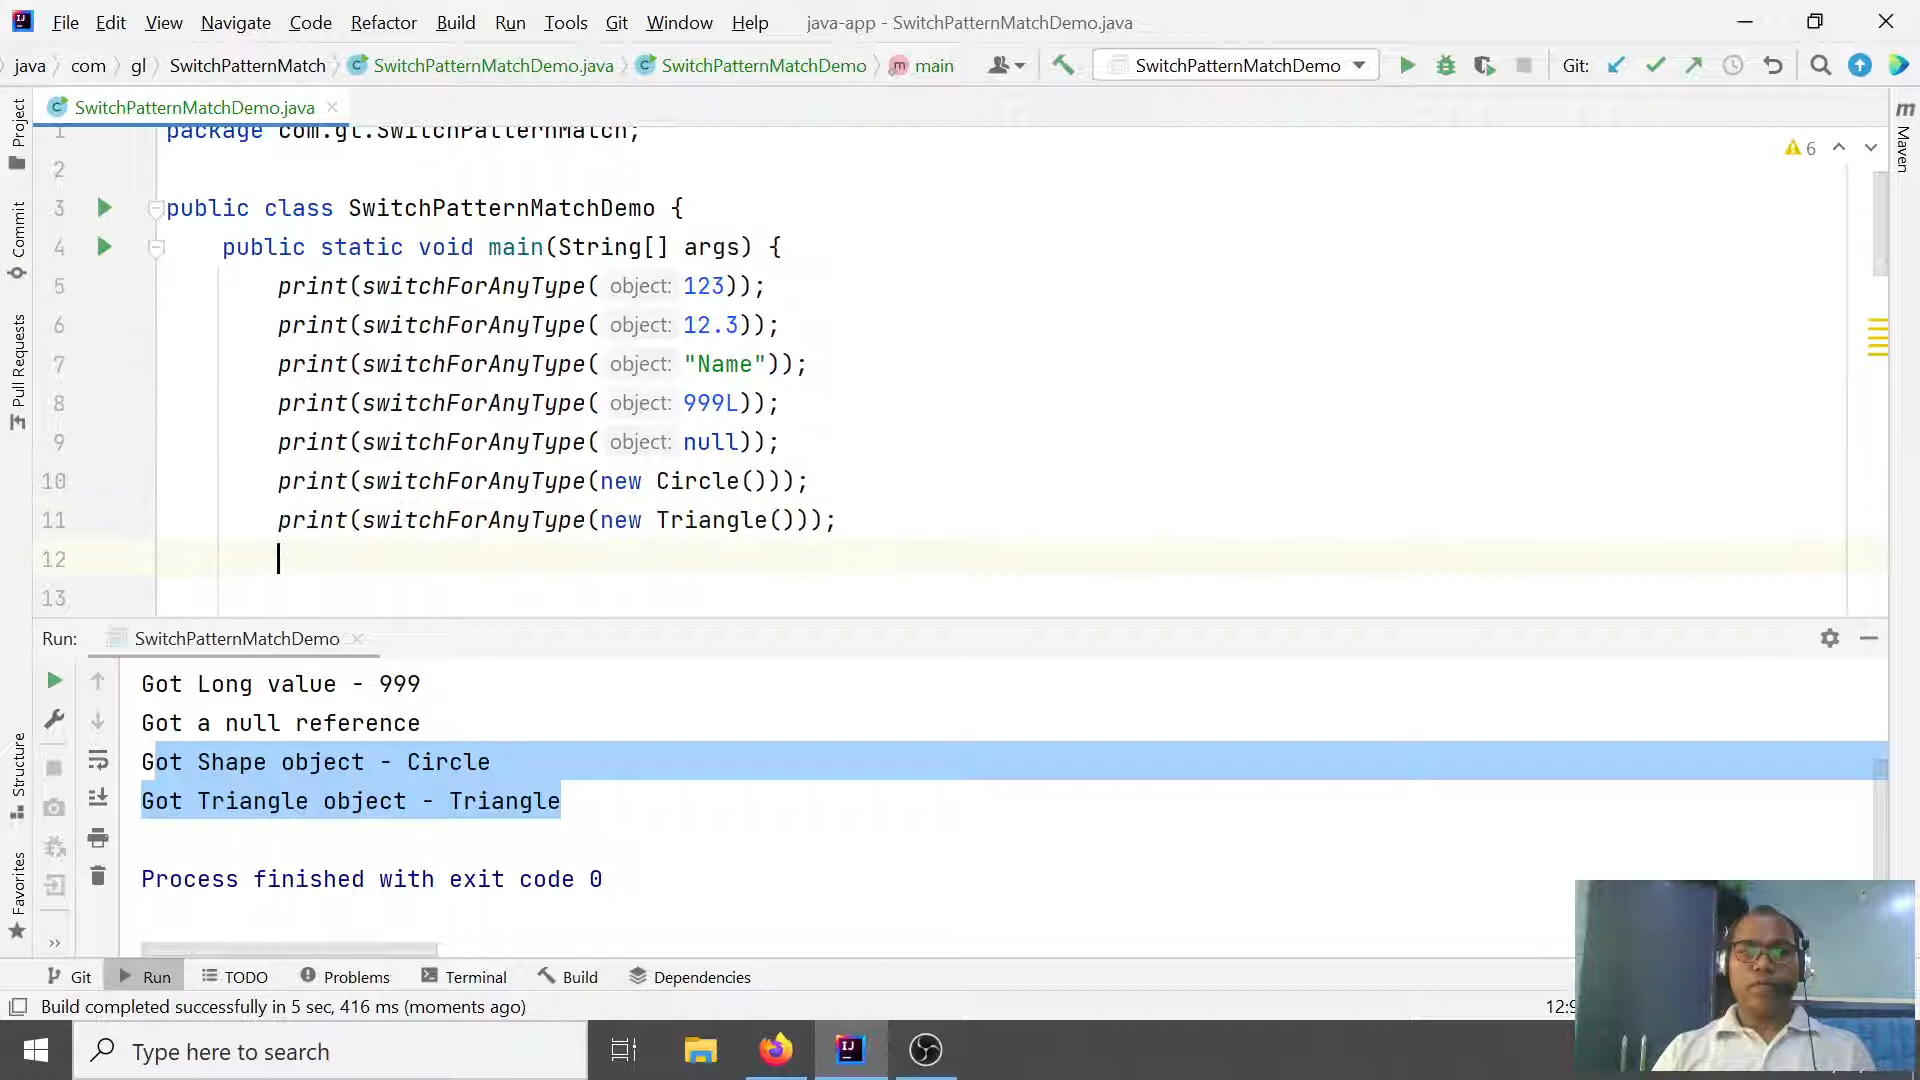 File Edit View Navigate Code Refactor Build Run Tools Git Window Help java-app - SwitchPatternMatchDemo.java
java com gl SwitchPatternMatch SwitchPatternMatchDemo.java SwitchPatternMatchDemo main SwitchPatternMatchDemo Git:
SwitchPatternMatchDemo.java
1 package com.gl.SwitchPatternMatch;
2
3 public class SwitchPatternMatchDemo {
4 public static void main(String[] args) {
5 print(switchForAnyType( object: 123));
6 print(switchForAnyType( object: 12.3));
7 print(switchForAnyType( object: "Name"));
8 print(switchForAnyType( object: 999L));
9 print(switchForAnyType( object: null));
10 print(switchForAnyType(new Circle()));
11 print(switchForAnyType(new Triangle()));
12
13
6
Project
Commit
Pull Requests
Structure
Favorites
m
Maven
Run: SwitchPatternMatchDemo
Got Long value - 999
Got a null reference
Got Shape object - Circle
Got Triangle object - Triangle
Process finished with exit code 0
Git Run TODO Problems Terminal Build Dependencies
Build completed successfully in 5 sec, 416 ms (moments ago)
Type here to search